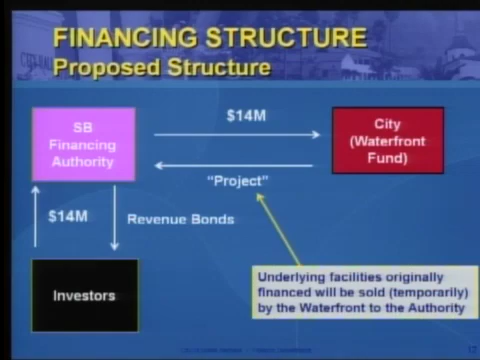 FINANCING STRUCTURE
Proposed Structure
SB
Financing
Authority
$14M
City
(Waterfront
Fund)
"Project"
$14M
Revenue Bonds
Investors
Underlying facilities originally
financed will be sold (temporarily)
by the Waterfront to the Authority